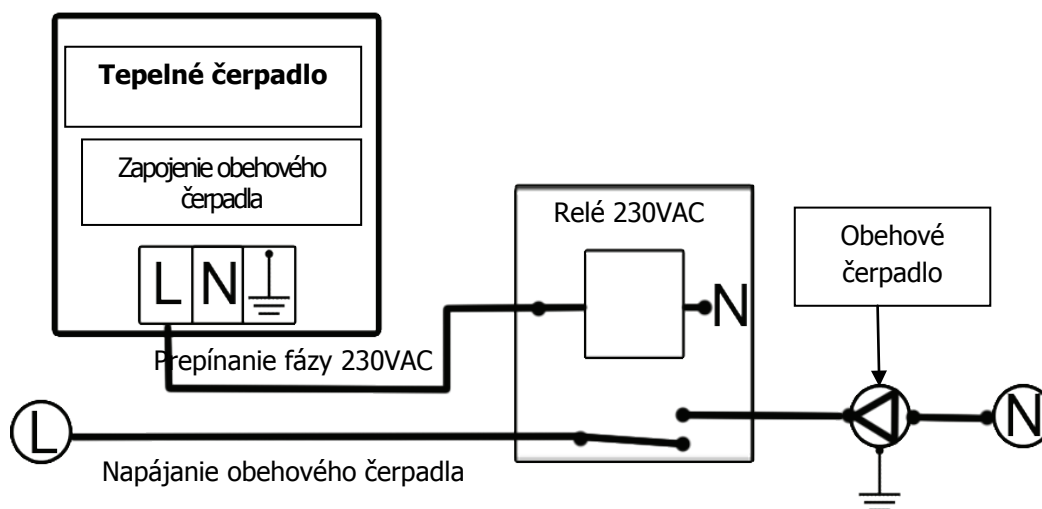 Tepelné čerpadlo
Zapojenie obehového
čerpadla
L N
Prepínanie fázy 230VAC
Relé 230VAC
N
Obehové
čerpadlo
L
N
Napájanie obehového čerpadla